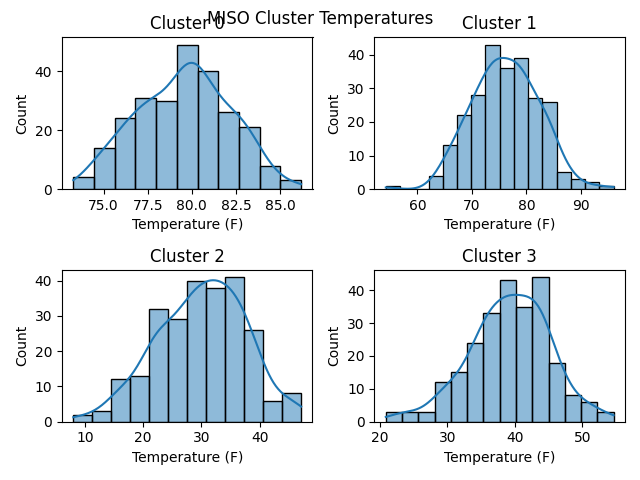 MISO Cluster Temperatures
Cluster 0
Cluster 1
Count
40
20
0
75.0 77.5 80.0 82.5 85.0
Temperature (F)
Count
40
30
20
10
0
60 70 80 90
Temperature (F)
Cluster 2
Cluster 3
Count
40
30
20
10
0
10 20 30 40
Temperature (F)
Count
40
30
20
10
0
20 30 40 50
Temperature (F)